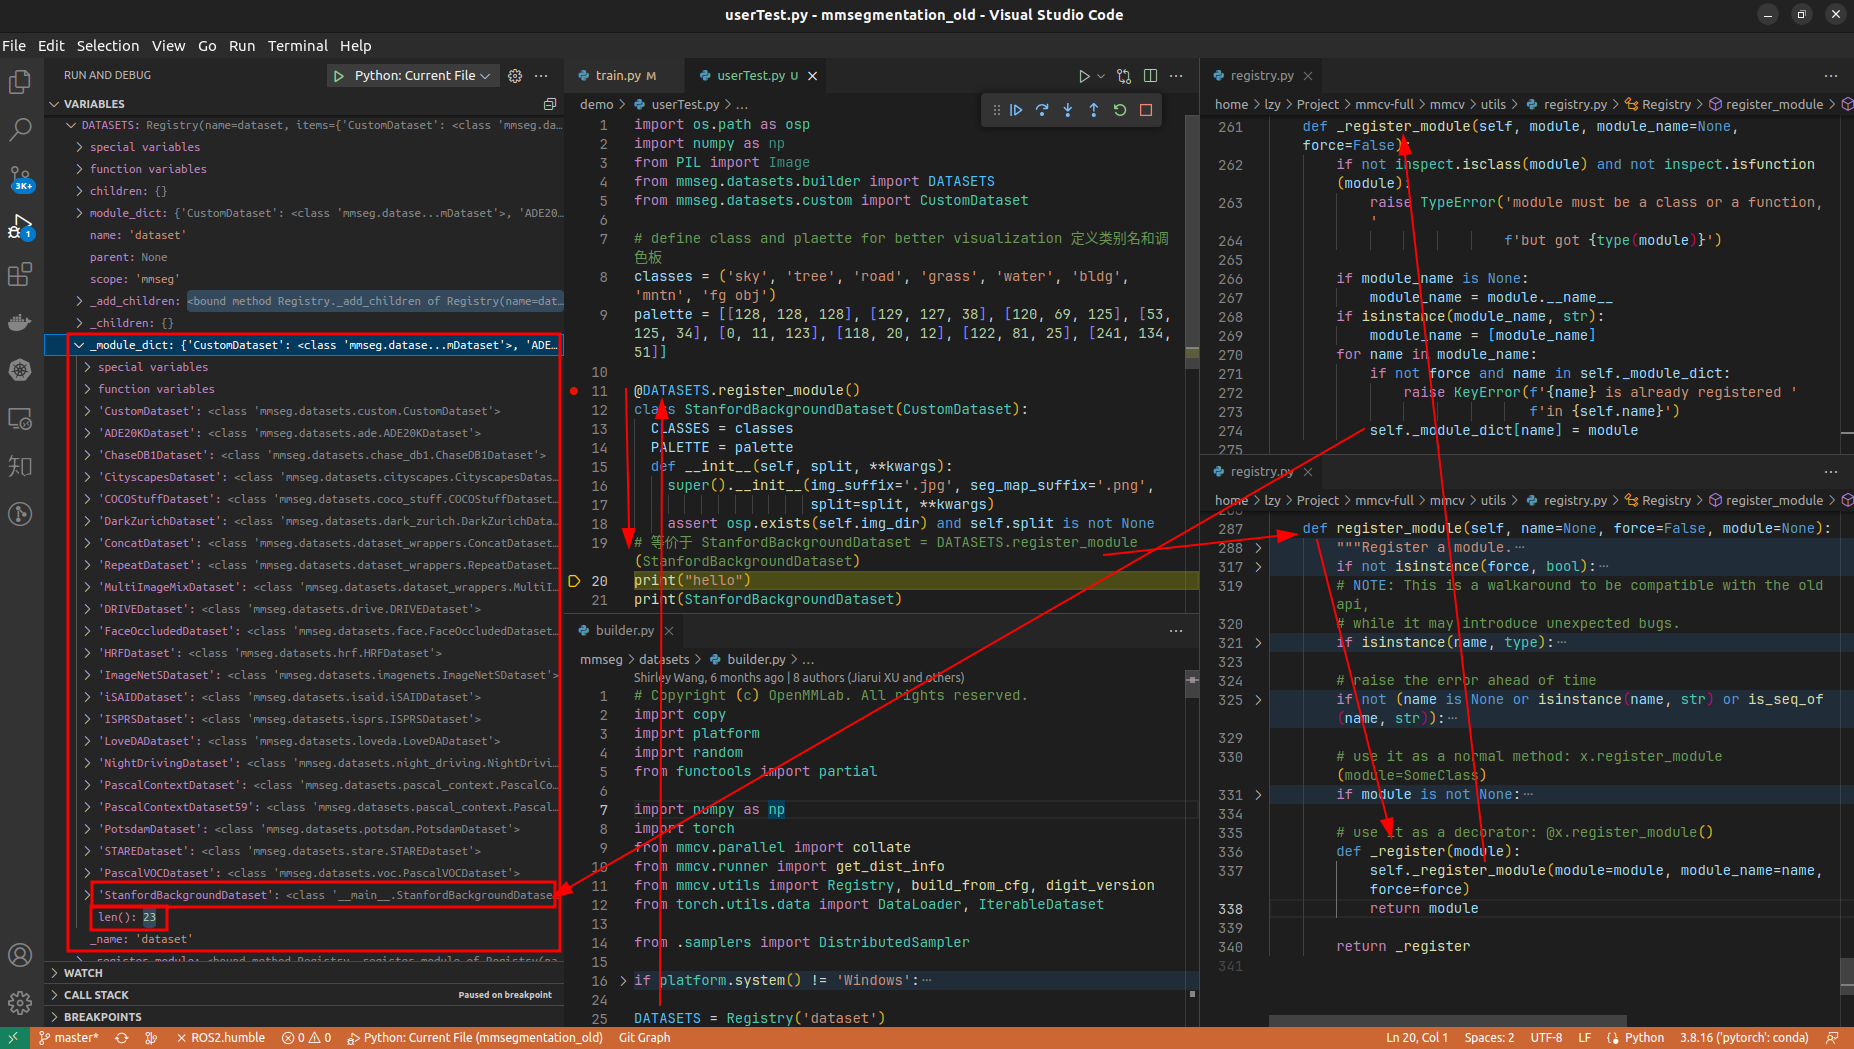 userTest.py - mmsegmentation_old - Visual Studio Code
File Edit Selection View Go Run Terminal Help
RUN AND DEBUG
Python: Current File
VARIABLES
DATASETS: Registry(name=dataset, items={'CustomDataset': <class 'mmseg.da...
special variables
function variables
children: {}
module_dict: {'CustomDataset': <class 'mmseg.datase...mDataset'>, 'ADE20...
name: 'dataset'
parent: None
scope: 'mmseg'
_add_children: <bound method Registry._add_children of Registry(name=dat...
_children: {}
_module_dict: {'CustomDataset': <class 'mmseg.datase...mDataset'>, 'ADE...
special variables
function variables
'CustomDataset': <class 'mmseg.datasets.custom.CustomDataset'>
'ADE20KDataset': <class 'mmseg.datasets.ade.ADE20KDataset'>
'ChaseDB1Dataset': <class 'mmseg.datasets.chase_db1.ChaseDB1Dataset'>
'CityscapesDataset': <class 'mmseg.datasets.cityscapes.CityscapesDatas...
'COCOStuffDataset': <class 'mmseg.datasets.coco_stuff.COCOStuffDataset...
'DarkZurichDataset': <class 'mmseg.datasets.dark_zurich.DarkZurichData...
'ConcatDataset': <class 'mmseg.datasets.dataset_wrappers.ConcatDataset...
'RepeatDataset': <class 'mmseg.datasets.dataset_wrappers.RepeatDataset...
'MultiImageMixDataset': <class 'mmseg.datasets.dataset_wrappers.MultiI...
'DRIVEDataset': <class 'mmseg.datasets.drive.DRIVEDataset'>
'FaceOccludedDataset': <class 'mmseg.datasets.face.FaceOccludedDataset...
'HRFDataset': <class 'mmseg.datasets.hrf.HRFDataset'>
'ImageNetSDataset': <class 'mmseg.datasets.imagenets.ImageNetSDataset'>
'iSAIDDataset': <class 'mmseg.datasets.isaid.iSAIDDataset'>
'ISPRSDataset': <class 'mmseg.datasets.isprs.ISPRSDataset'>
'LoveDADataset': <class 'mmseg.datasets.loveda.LoveDADataset'>
'NightDrivingDataset': <class 'mmseg.datasets.night_driving.NightDrivi...
'PascalContextDataset': <class 'mmseg.datasets.pascal_context.PascalCo...
'PascalContextDataset59': <class 'mmseg.datasets.pascal_context.Pascal...
'PotsdamDataset': <class 'mmseg.datasets.potsdam.PotsdamDataset'>
'STAREDataset': <class 'mmseg.datasets.stare.STAREDataset'>
'PascalVOCDataset': <class 'mmseg.datasets.voc.PascalVOCDataset'>
'StanfordBackgroundDataset': <class '__main__.StanfordBackgroundDatase...
len(): 23
_name: 'dataset'
_register_module: <bound method Registry._register_module of Registry(na...
WATCH
CALL STACK Paused on breakpoint
BREAKPOINTS
3K+
1
知
train.py M
userTest.py U
demo > userTest.py > ...
1 import os.path as osp
2 import numpy as np
3 from PIL import Image
4 from mmseg.datasets.builder import DATASETS
5 from mmseg.datasets.custom import CustomDataset
6
7 # define class and plaette for better visualization 定义类别名和调
色板
8 classes = ('sky', 'tree', 'road', 'grass', 'water', 'bldg',
'mntn', 'fg obj')
9 palette = [[128, 128, 128], [129, 127, 38], [120, 69, 125], [53,
125, 34], [0, 11, 123], [118, 20, 12], [122, 81, 25], [241, 134,
51]]
10
11 @DATASETS.register_module()
12 class StanfordBackgroundDataset(CustomDataset):
13 CLASSES = classes
14 PALETTE = palette
15 def __init__(self, split, **kwargs):
16 super().__init__(img_suffix='.jpg', seg_map_suffix='.png',
17 split=split, **kwargs)
18 assert osp.exists(self.img_dir) and self.split is not None
19 # 等价于 StanfordBackgroundDataset = DATASETS.register_module
(StanfordBackgroundDataset)
20 print("hello")
21 print(StanfordBackgroundDataset)
builder.py
mmseg > datasets > builder.py > ...
Shirley Wang, 6 months ago | 8 authors (Jiarui XU and others)
1 # Copyright (c) OpenMMLab. All rights reserved.
2 import copy
3 import platform
4 import random
5 from functools import partial
6
7 import numpy as np
8 import torch
9 from mmcv.parallel import collate
10 from mmcv.runner import get_dist_info
11 from mmcv.utils import Registry, build_from_cfg, digit_version
12 from torch.utils.data import DataLoader, IterableDataset
13
14 from .samplers import DistributedSampler
15
16 if platform.system() != 'Windows':
24
25 DATASETS = Registry('dataset')
registry.py
home > lzy > Project > mmcv-full > mmcv > utils > registry.py > Registry > register_module >
261 def _register_module(self, module, module_name=None,
force=False):
262 if not inspect.isclass(module) and not inspect.isfunction
(module):
263 raise TypeError('module must be a class or a function,
'
264 f'but got {type(module)}')
265
266 if module_name is None:
267 module_name = module.__name__
268 if isinstance(module_name, str):
269 module_name = [module_name]
270 for name in module_name:
271 if not force and name in self._module_dict:
272 raise KeyError(f'{name} is already registered '
273 f'in {self.name}')
274 self._module_dict[name] = module
275
registry.py
home > lzy > Project > mmcv-full > mmcv > utils > registry.py > Registry > register_module >
287 def register_module(self, name=None, force=False, module=None):
288 """Register a module.
317 if not isinstance(force, bool):
319 # NOTE: This is a walkaround to be compatible with the old
api,
320 # while it may introduce unexpected bugs.
321 if isinstance(name, type):
323
324 # raise the error ahead of time
325 if not (name is None or isinstance(name, str) or is_seq_of
(name, str)):
329
330 # use it as a normal method: x.register_module
(module=SomeClass)
331 if module is not None:
334
335 # use it as a decorator: @x.register_module()
336 def _register(module):
337 self._register_module(module=module, module_name=name,
force=force)
338 return module
339
340 return _register
341
master* ROS2.humble 0 0 Python: Current File (mmsegmentation_old) Git Graph Ln 20, Col 1 Spaces: 2 UTF-8 LF Python 3.8.16 ('pytorch': conda)